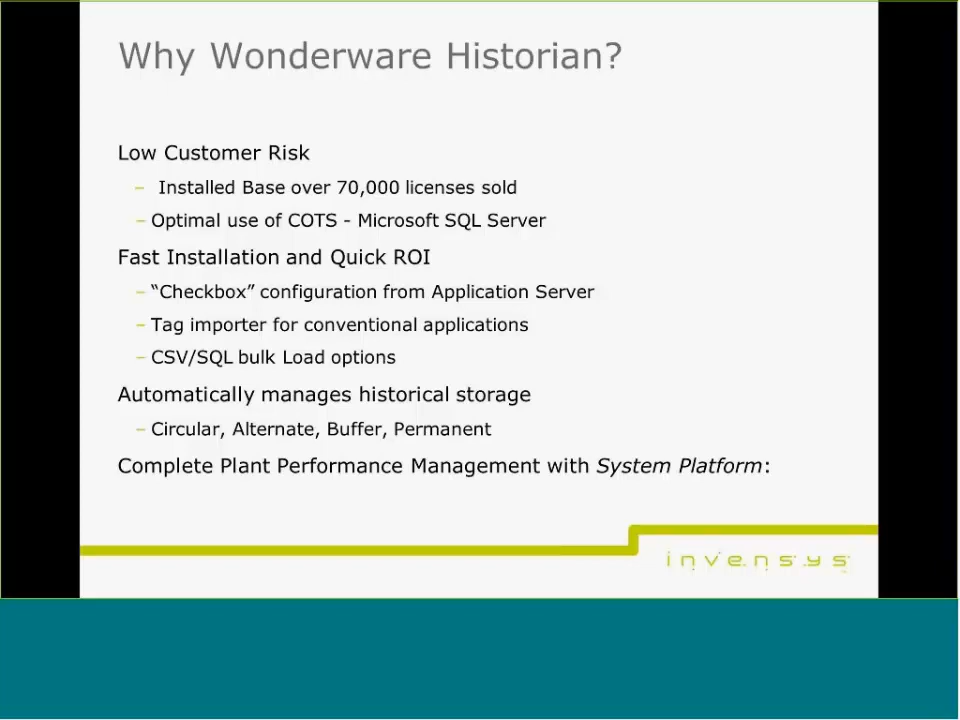 Why Wonderware Historian?
Low Customer Risk
– Installed Base over 70,000 licenses sold
– Optimal use of COTS - Microsoft SQL Server
Fast Installation and Quick ROI
– “Checkbox” configuration from Application Server
– Tag importer for conventional applications
– CSV/SQL bulk Load options
Automatically manages historical storage
– Circular, Alternate, Buffer, Permanent
Complete Plant Performance Management with System Platform:
invensys